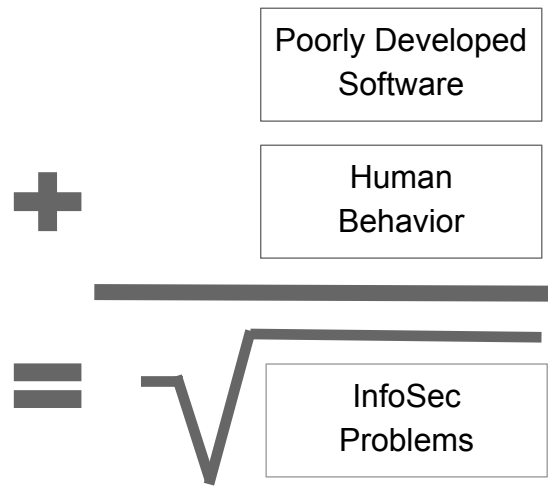 Poorly Developed
Software
Human
Behavior
InfoSec
Problems